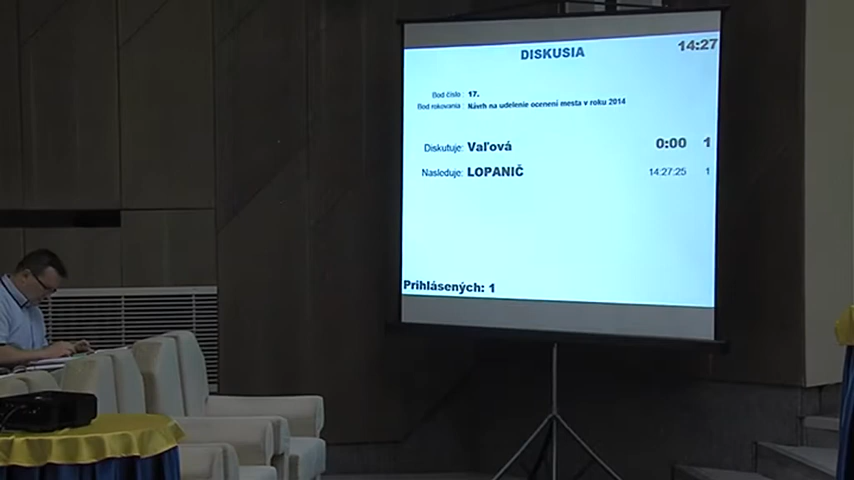 DISKUSIA 14:27
Bod číslo : 17.
Bod rokovania : Návrh na udelenie ocenení mesta v roku 2014
Diskutuje: Vaľová 0:00 1
Nasleduje: LOPANIČ 14:27:25 1
Prihlásených: 1